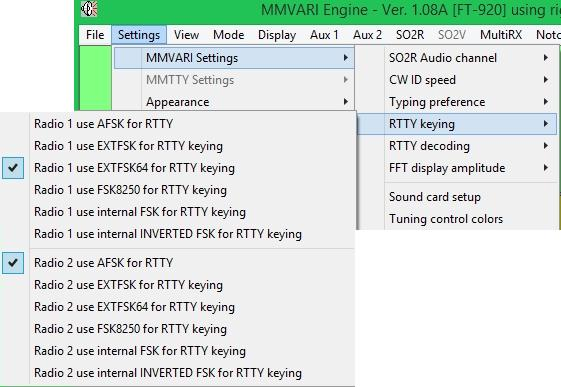 MMVARI Engine - Ver. 1.08A [FT-920] using
File Settings View Mode Display Aux 1 Aux 2 SO2R SO2V MultiRX
MMVARI Settings
MMTTY Settings
Appearance
SO2R Audio channel
CW ID speed
Typing preference
RTTY keying
RTTY decoding
FFT display amplitude
Sound card setup
Tuning control colors
Radio 1 use AFSK for RTTY
Radio 1 use EXTFSK for RTTY keying
Radio 1 use EXTFSK64 for RTTY keying
Radio 1 use FSK8250 for RTTY keying
Radio 1 use internal FSK for RTTY keying
Radio 1 use internal INVERTED FSK for RTTY keying
Radio 2 use AFSK for RTTY
Radio 2 use EXTFSK for RTTY keying
Radio 2 use EXTFSK64 for RTTY keying
Radio 2 use FSK8250 for RTTY keying
Radio 2 use internal FSK for RTTY keying
Radio 2 use internal INVERTED FSK for RTTY keying